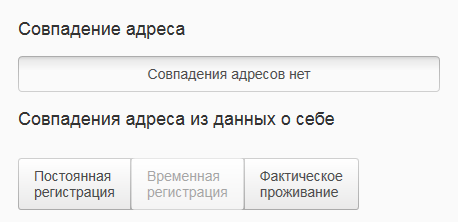 Совпадение адреса
Совпадения адресов нет
Совпадения адреса из данных о себе
Постоянная
регистрация
Временная
регистрация
Фактическое
проживание